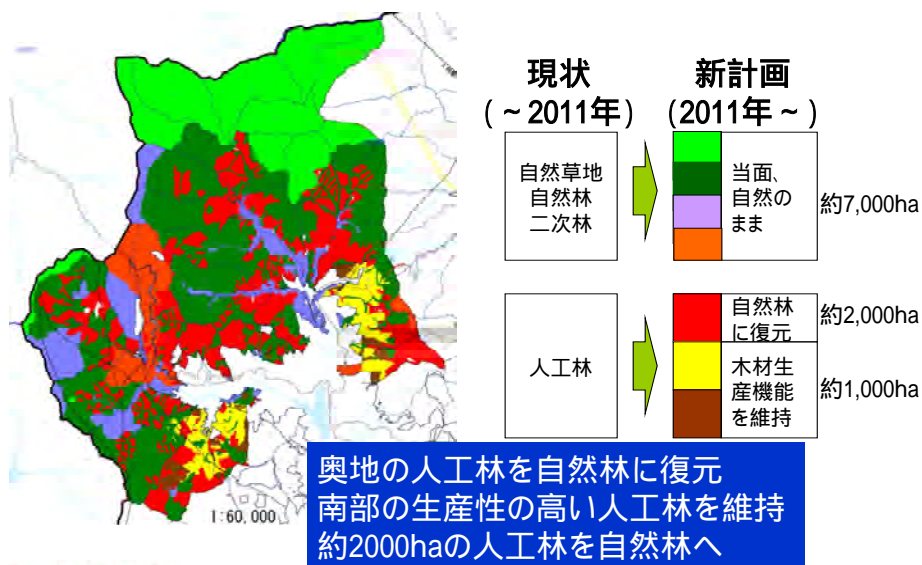 現状
(~2011年)
新計画
(2011年~)
自然草地
自然林
二次林
当面、
自然の
まま
約7,000ha
人工林
自然林
に復元
約2,000ha
木材生
産機能
を維持
約1,000ha
1:60,000
奥地の人工林を自然林に復元
南部の生産性の高い人工林を維持
約2000haの人工林を自然林へ